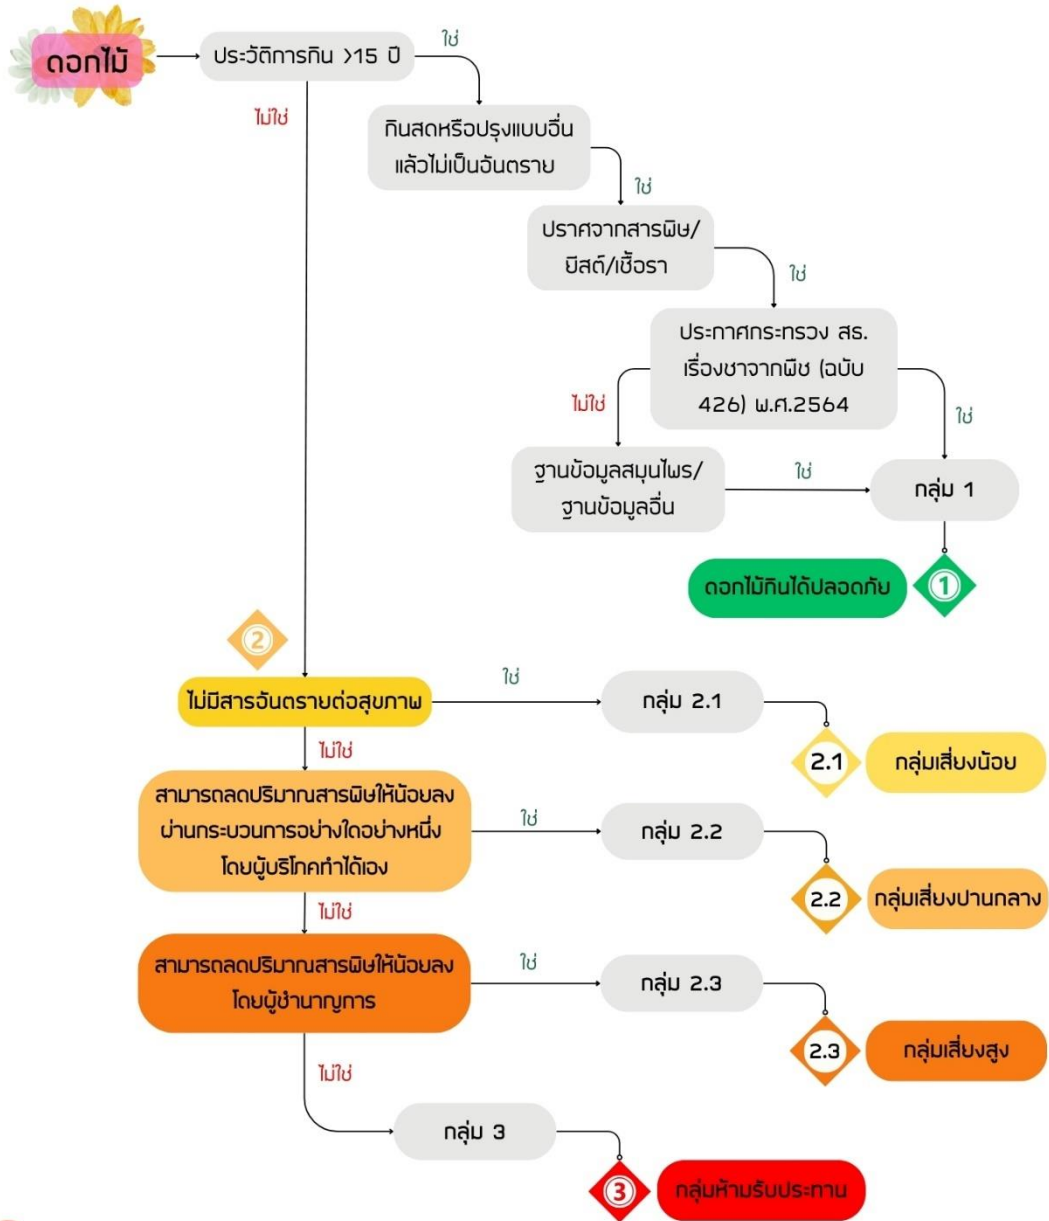 ดอกไม้
ประวัติการกิน >15 ปี
ใช่
ไม่ใช่
กินสดหรือปรุงแบบอื่น
แล้วไม่เป็นอันตราย
ใช่
ปราศจากสารพิษ/
ยีสต์/เชื้อรา
ใช่
ประกาศกระทรวง สธ.
เรื่องชาจากพืช (ฉบับ
426) พ.ศ.2564
ไม่ใช่
ใช่
ฐานข้อมูลสมุนไพร/
ฐานข้อมูลอื่น
ใช่
กลุ่ม 1
ดอกไม้กินได้ปลอดภัย
1
2
ไม่มีสารอันตรายต่อสุขภาพ
ใช่
กลุ่ม 2.1
2.1
กลุ่มเสี่ยงน้อย
ไม่ใช่
สามารถลดปริมาณสารพิษให้น้อยลง
ผ่านกระบวนการอย่างใดอย่างหนึ่ง
โดยผู้บริโภคทำได้เอง
ใช่
กลุ่ม 2.2
2.2
กลุ่มเสี่ยงปานกลาง
ไม่ใช่
สามารถลดปริมาณสารพิษให้น้อยลง
โดยผู้ชำนาญการ
ใช่
กลุ่ม 2.3
2.3
กลุ่มเสี่ยงสูง
ไม่ใช่
กลุ่ม 3
3
กลุ่มห้ามรับประทาน